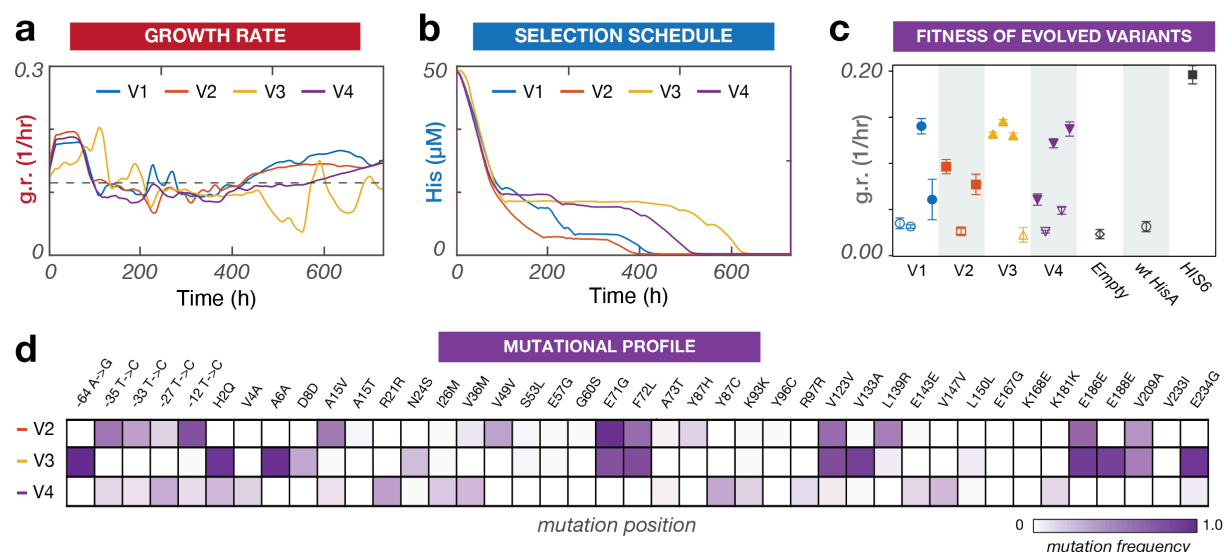 a
GROWTH RATE
0.3
V1 V2 V3 V4
g.r. (1/hr)
0
0 200 400 600
Time (h)
b
SELECTION SCHEDULE
50
V1 V2 V3 V4
His (µM)
0
0 200 400 600
Time (h)
c
FITNESS OF EVOLVED VARIANTS
0.20
g.r. (1/hr)
0.00
V1 V2 V3 V4 Empty wt HisA HIS6
d
MUTATIONAL PROFILE
-64 A->G -35 T->C -33 T->C -27 T->C -12 T->C H2Q V4A A6A D8D A15V A15T R21R N24S I26M V36M V49V S53L E57G G60S E71G F72L A73T Y87H Y87C K93K Y96C R97R V123V V133A L139R E143E V147V L150L E167G K168E K181K E186E E188E V209A V233I E234G
V2
V3
V4
mutation position
0 1.0
mutation frequency